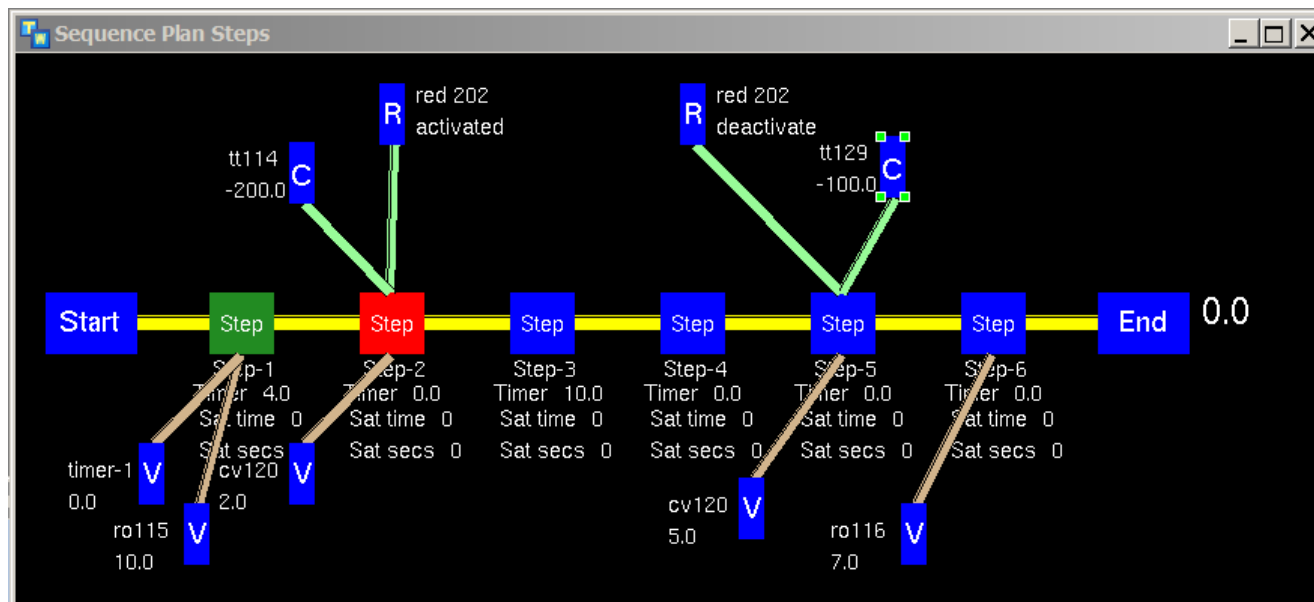 TW Sequence Plan Steps
R red 202
activated
R red 202
deactivate
C tt114
-200.0
C tt129
-100.0
Start
Step
Step
Step
Step
Step
Step
End
0.0
Step-1
Timer 4.0
Sat time 0
Sat secs
Step-2
Timer 0.0
Sat time 0
Sat secs 0
Step-3
Timer 10.0
Sat time 0
Sat secs 0
Step-4
Timer 0.0
Sat time 0
Sat secs 0
Step-5
Timer 0.0
Sat time 0
Sat secs 0
Step-6
Timer 0.0
Sat time 0
Sat secs 0
timer-1 V
0.0
ro115 V
10.0
cv120 V
2.0
cv120 V
5.0
ro116 V
7.0